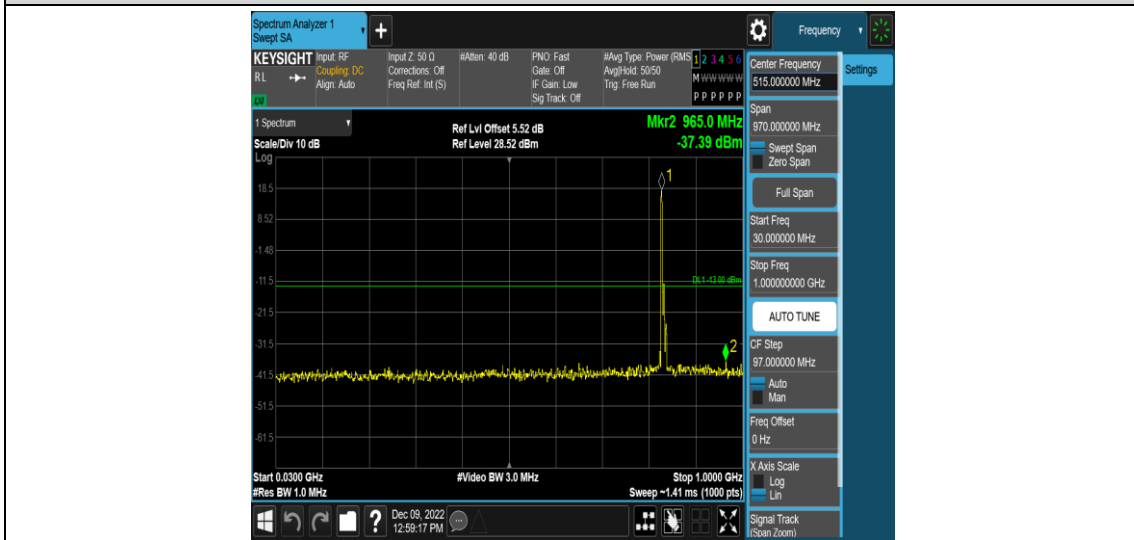 Spectrum Analyzer 1
Swept SA
+
Frequency
KEYSIGHT
RL
Input: RF
Coupling: DC
Align: Auto
Input Z: 50 Ω
Corrections: Off
Freq Ref: Int (S)
#Atten: 40 dB
PNO: Fast
Gate: Off
IF Gain: Low
Sig Track: Off
#Avg Type: Power (RMS
Avg|Hold: 50/50
Trig: Free Run
1 2 3 4 5 6
M W W W W W
P P P P P P
1 Spectrum
Scale/Div 10 dB
Ref Lvl Offset 5.52 dB
Ref Level 28.52 dBm
Mkr2 965.0 MHz
-37.39 dBm
Log
18.5
8.52
-1.48
-11.5
-21.5
-31.5
-41.5
-51.5
-61.5
1
DL1 -13.00 dBm
2
Start 0.0300 GHz
#Res BW 1.0 MHz
#Video BW 3.0 MHz
Stop 1.0000 GHz
Sweep ~1.41 ms (1000 pts)
?
Dec 09, 2022
12:59:17 PM
Center Frequency
515.000000 MHz
Settings
Span
970.000000 MHz
Swept Span
Zero Span
Full Span
Start Freq
30.000000 MHz
Stop Freq
1.000000000 GHz
AUTO TUNE
CF Step
97.000000 MHz
Auto
Man
Freq Offset
0 Hz
X Axis Scale
Log
Lin
Signal Track
(Span Zoom)